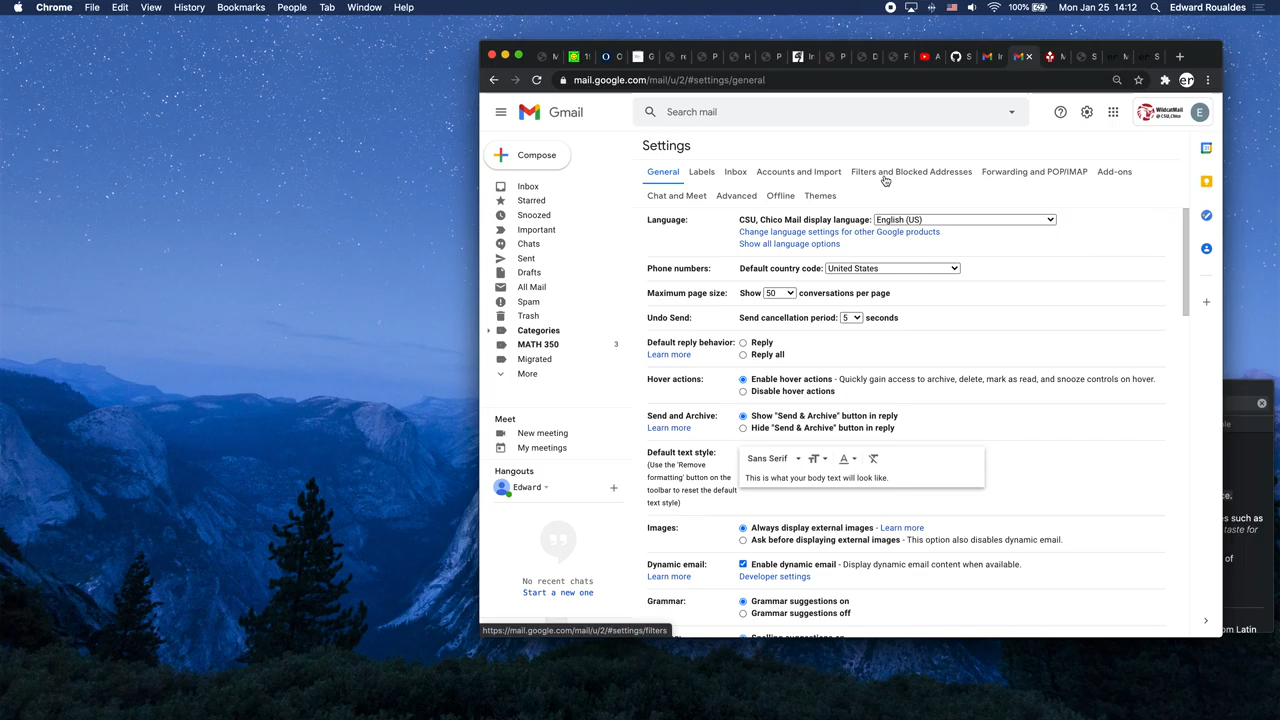 Chrome File Edit View History Bookmarks People Tab Window Help 100% Mon Jan 25 14:12 Edward Roualdes
mail.google.com/mail/u/2/#settings/general
Gmail
Search mail
WildcatMail
@ CSU, Chico
E
Compose
Inbox
Starred
Snoozed
Important
Chats
Sent
Drafts
All Mail
Spam
Trash
Categories
MATH 350 3
Migrated
More
Meet
New meeting
My meetings
Hangouts
Edward
No recent chats
Start a new one
Settings
General Labels Inbox Accounts and Import Filters and Blocked Addresses Forwarding and POP/IMAP Add-ons
Chat and Meet Advanced Offline Themes
Language: CSU, Chico Mail display language: English (US)
Change language settings for other Google products
Show all language options
Phone numbers: Default country code: United States
Maximum page size: Show 50 conversations per page
Undo Send: Send cancellation period: 5 seconds
Default reply behavior: Reply
Learn more Reply all
Hover actions: Enable hover actions - Quickly gain access to archive, delete, mark as read, and snooze controls on hover.
Disable hover actions
Send and Archive: Show "Send & Archive" button in reply
Learn more Hide "Send & Archive" button in reply
Default text style:
(Use the 'Remove
formatting' button on the
toolbar to reset the default
text style)
Sans Serif
This is what your body text will look like.
Images: Always display external images - Learn more
Ask before displaying external images - This option also disables dynamic email.
Dynamic email: Enable dynamic email - Display dynamic email content when available.
Learn more Developer settings
Grammar: Grammar suggestions on
Grammar suggestions off
https://mail.google.com/mail/u/2/#settings/filters
es such as
taste for
of
om Latin